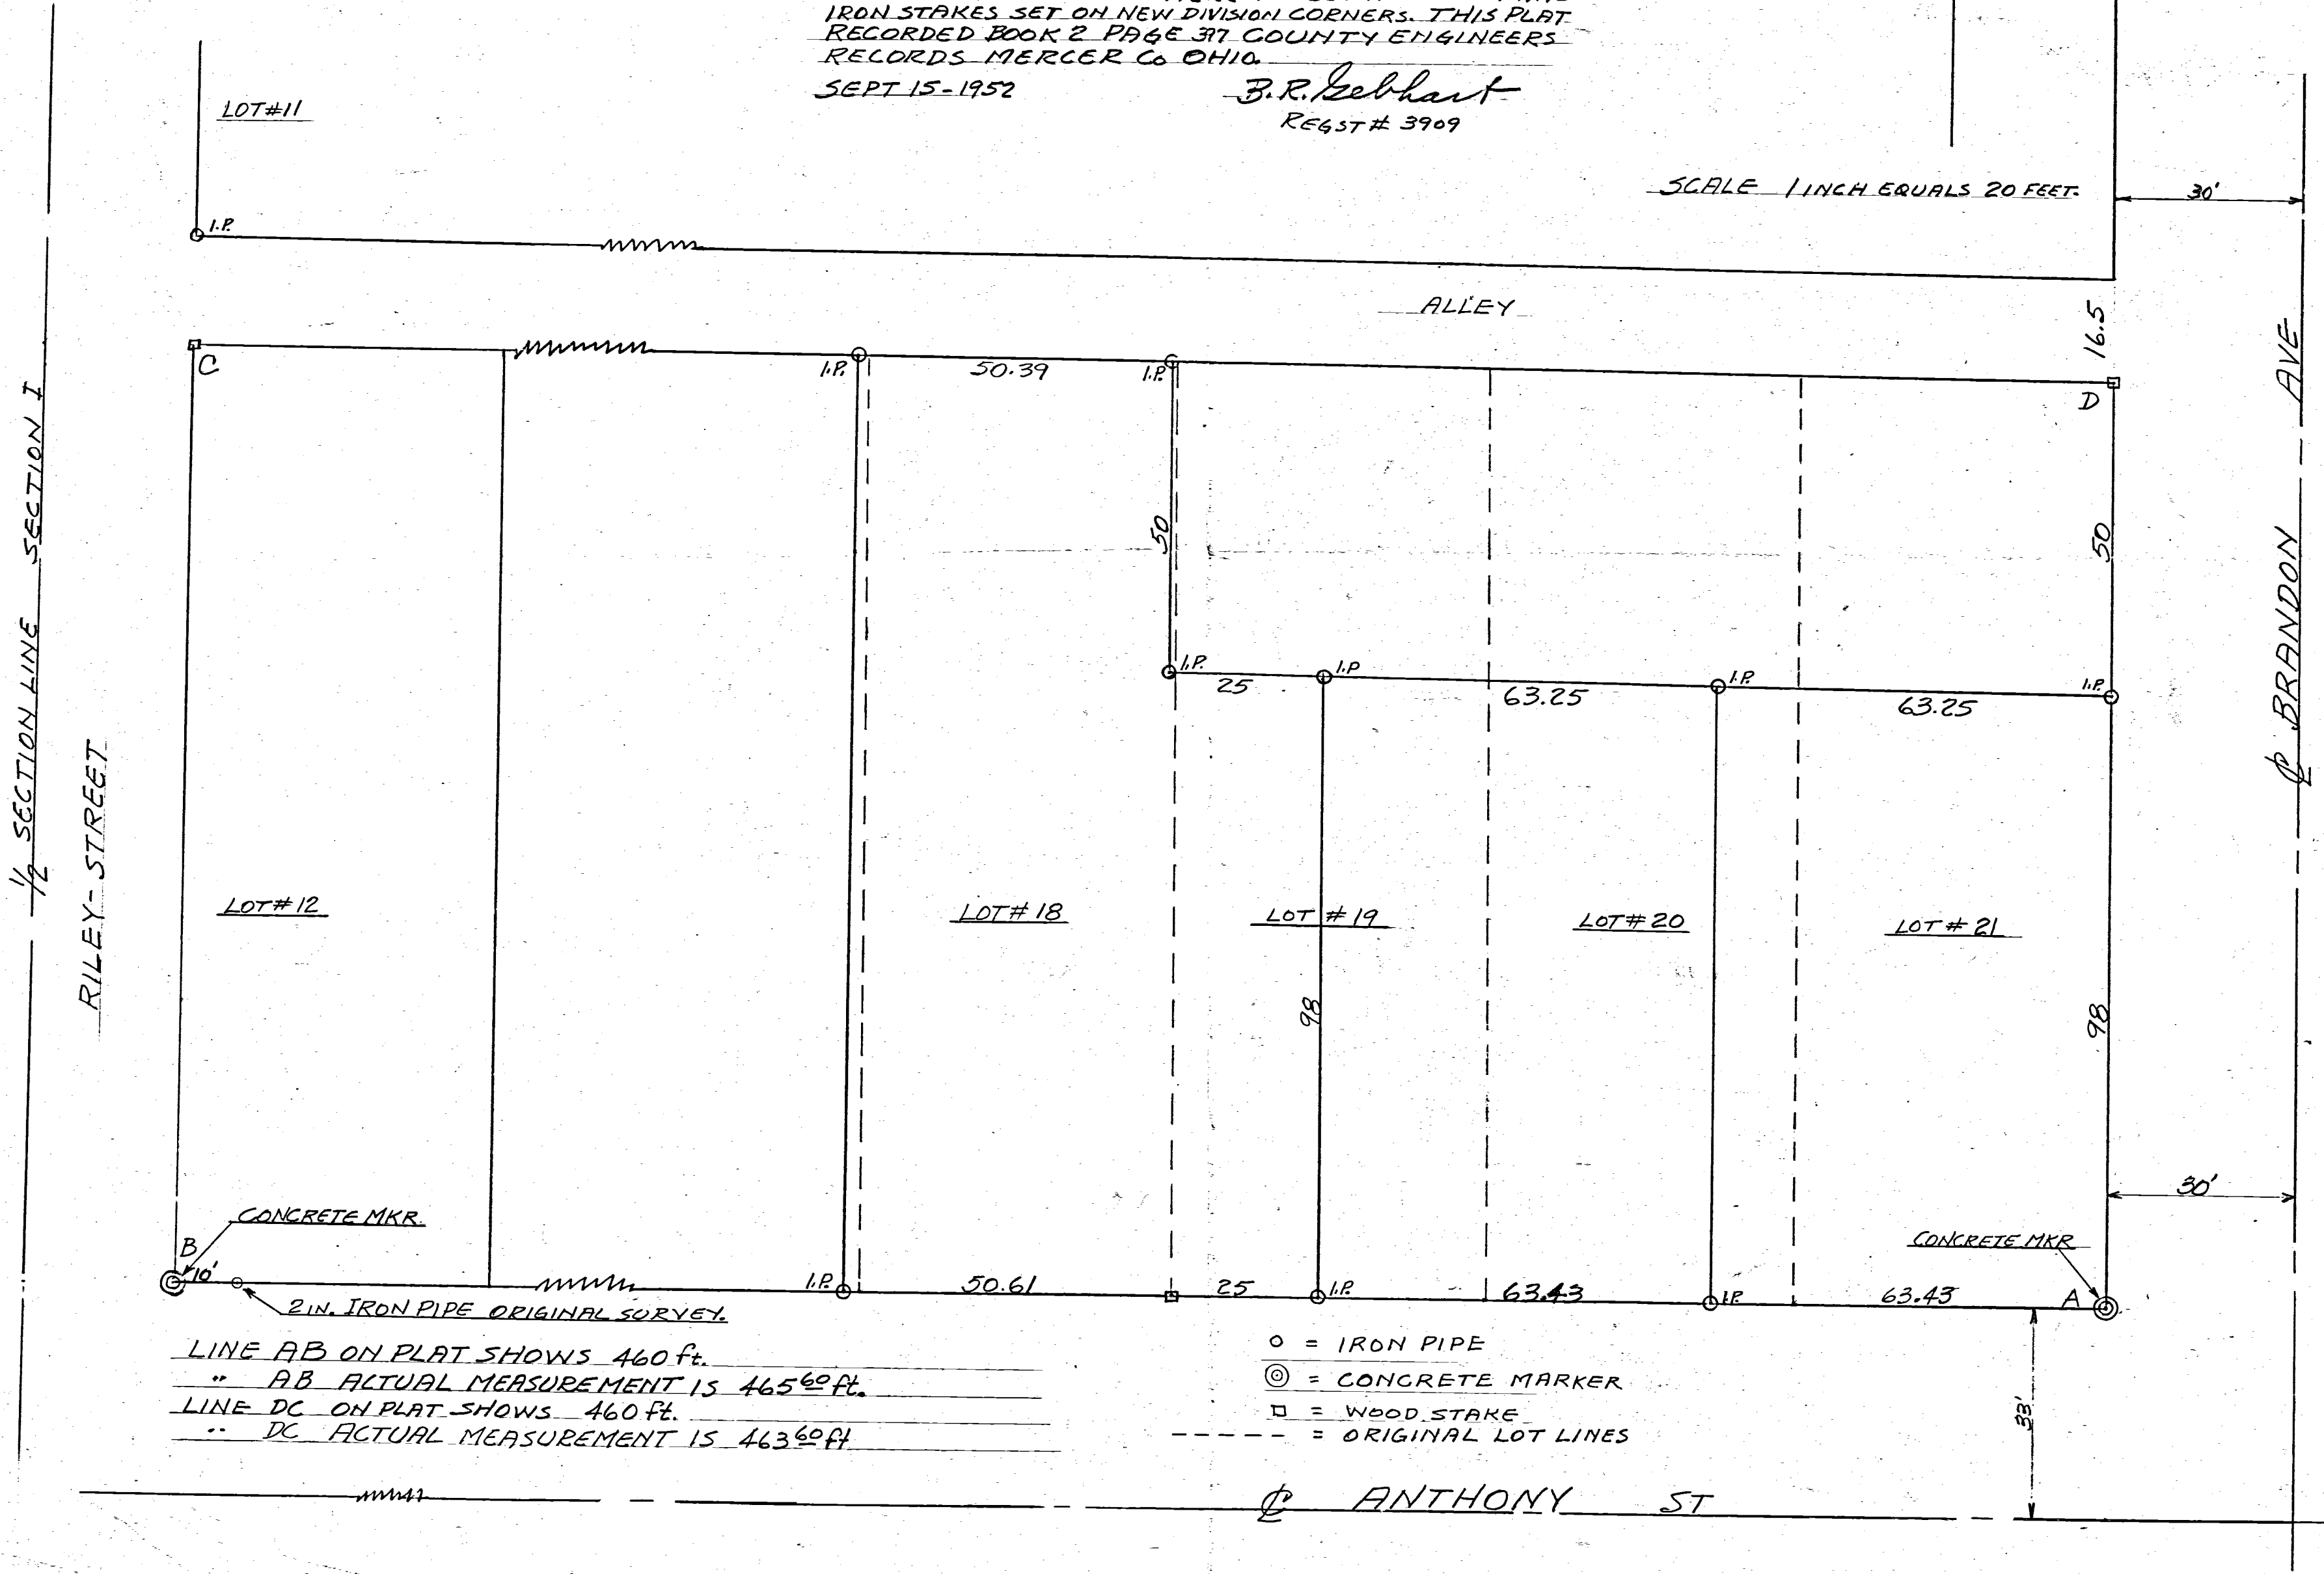 IRON STAKES SET ON NEW DIVISION CORNERS. THIS PLAT
RECORDED BOOK 2 PAGE 317 COUNTY ENGINEERS
RECORDS MERCER Co OHIO.
SEPT 15-1952
B.R. Gebhart
REGST# 3909
LOT#11
SCALE 1 INCH EQUALS 20 FEET.
30'
I.P.
ALLEY
16.5
C
I.P.
50.39
I.P.
D
℄ BRANDON AVE
1/2 SECTION LINE SECTION I
RILEY-STREET
50
50
I.P.
25
I.P
63.25
I.P.
63.25
I.P.
LOT#12
LOT#18
LOT #19
LOT#20
LOT #21
98
98
30'
CONCRETE MKR.
CONCRETE MKR
B
10'
I.P.
50.61
25
I.P.
63.43
I.P.
63.43
A
2 IN. IRON PIPE ORIGINAL SURVEY.
LINE AB ON PLAT SHOWS 460 ft.
" AB ACTUAL MEASUREMENT IS 465 60 ft.
LINE DC ON PLAT SHOWS 460 ft.
" DC ACTUAL MEASUREMENT IS 463 60 ft
○ = IRON PIPE
◎ = CONCRETE MARKER
□ = WOOD STAKE
----- = ORIGINAL LOT LINES
33'
℄ ANTHONY ST